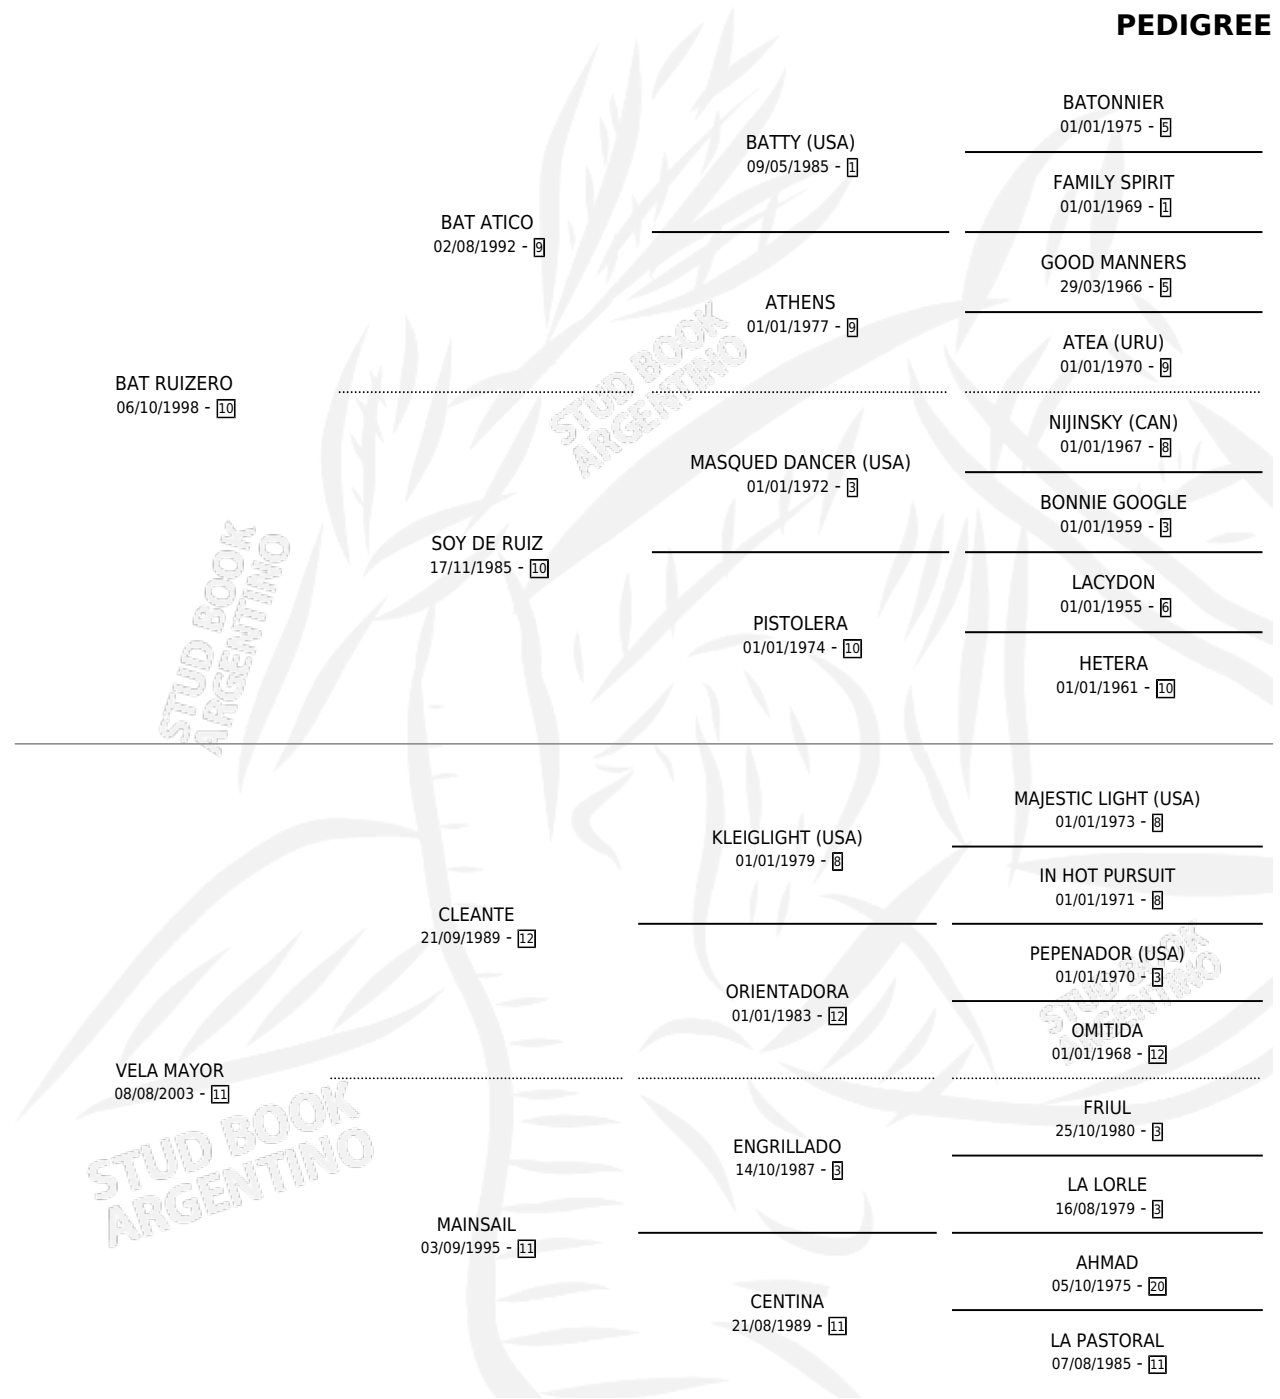 PEDIGREE
BATONNIER
01/01/1975 - 5
BATTY (USA)
09/05/1985 - 1
FAMILY SPIRIT
01/01/1969 - 1
BAT ATICO
02/08/1992 - 9
GOOD MANNERS
29/03/1966 - 5
ATHENS
01/01/1977 - 9
ATEA (URU)
01/01/1970 - 9
BAT RUIZERO
06/10/1998 - 10
NIJINSKY (CAN)
01/01/1967 - 8
MASQUED DANCER (USA)
01/01/1972 - 3
BONNIE GOOGLE
01/01/1959 - 3
SOY DE RUIZ
17/11/1985 - 10
LACYDON
01/01/1955 - 6
PISTOLERA
01/01/1974 - 10
HETERA
01/01/1961 - 10
MAJESTIC LIGHT (USA)
01/01/1973 - 8
KLEIGLIGHT (USA)
01/01/1979 - 8
IN HOT PURSUIT
01/01/1971 - 8
CLEANTE
21/09/1989 - 12
PEPENADOR (USA)
01/01/1970 - 3
ORIENTADORA
01/01/1983 - 12
OMITIDA
01/01/1968 - 12
VELA MAYOR
08/08/2003 - 11
FRIUL
25/10/1980 - 3
ENGRILLADO
14/10/1987 - 3
LA LORLE
16/08/1979 - 3
MAINSAIL
03/09/1995 - 11
AHMAD
05/10/1975 - 20
CENTINA
21/08/1989 - 11
LA PASTORAL
07/08/1985 - 11
STUD BOOK
ARGENTINO
STUD BOOK
ARGENTINO
STUD BOOK
ARGENTINO
STUD BOOK
ARGENTINO